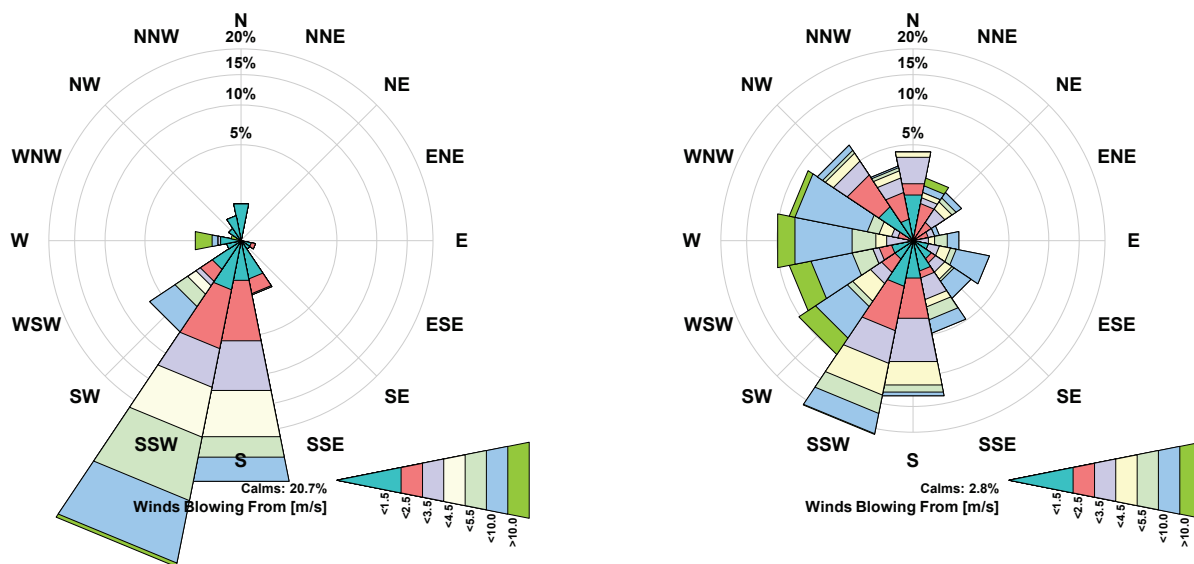 N
NNW
20%
NNE
NW
15%
NE
10%
WNW
5%
ENE
W
E
WSW
ESE
SW
SE
SSW
SSE
S
Calms: 20.7%
Winds Blowing From [m/s]
<1.5
<2.5
<3.5
<4.5
<5.5
<10.0
>10.0
N
NNW
20%
NNE
NW
15%
NE
10%
WNW
5%
ENE
W
E
WSW
ESE
SW
SE
SSW
SSE
S
Calms: 2.8%
Winds Blowing From [m/s]
<1.5
<2.5
<3.5
<4.5
<5.5
<10.0
>10.0